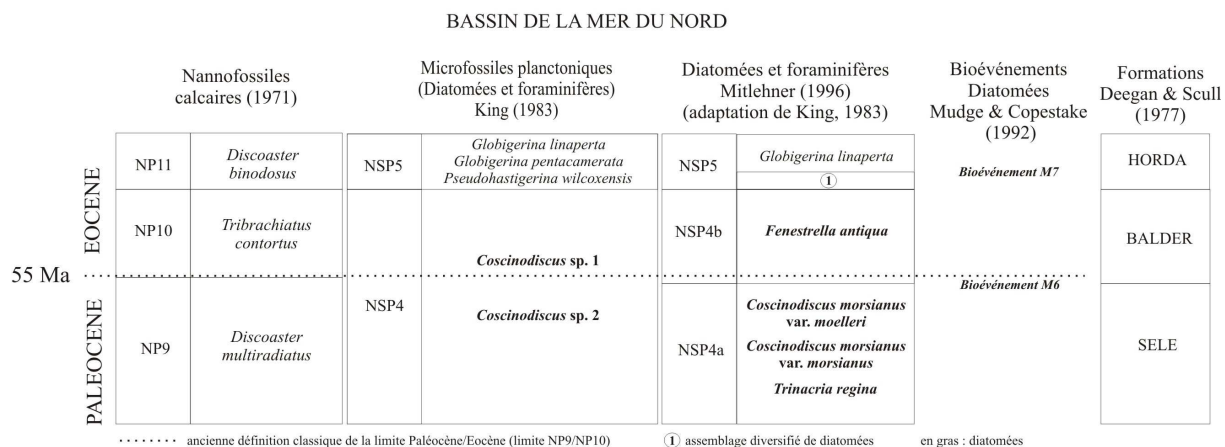 BASSIN DE LA MER DU NORD
Nannofossiles
calcaires (1971)
Microfossiles planctoniques
(Diatomées et foraminifères)
King (1983)
Diatomées et foraminifères
Mitlehner (1996)
(adaptation de King, 1983)
Bioévénements
Diatomées
Mudge & Copestake
(1992)
Formations
Deegan & Scull
(1977)
EOCENE
NP11
Discoaster
binodosus
NSP5
Globigerina linaperta
Globigerina pentacamerata
Pseudohastigerina wilcoxensis
NSP5
Globigerina linaperta
1
Bioévénement M7
HORDA
NP10
Tribrachiatus
contortus
Coscinodiscus sp. 1
NSP4b
Fenestrella antiqua
BALDER
55 Ma
PALEOCENE
NP9
Discoaster
multiradiatus
NSP4
Coscinodiscus sp. 2
NSP4a
Coscinodiscus morsianus
var. moelleri
Coscinodiscus morsianus
var. morsianus
Trinacria regina
Bioévénement M6
SELE
ancienne définition classique de la limite Paléocène/Eocène (limite NP9/NP10)
1 assemblage diversifié de diatomées
en gras : diatomées